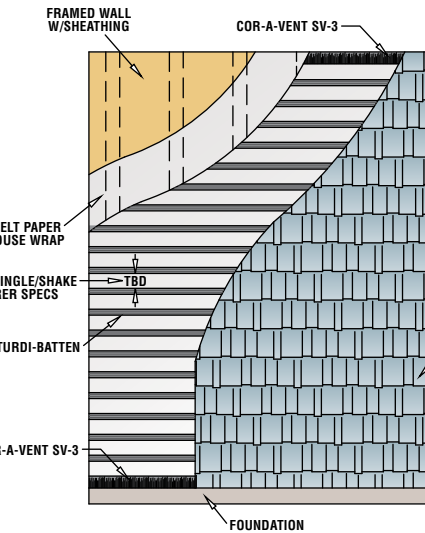 FRAMED WALL
W/SHEATHING
COR-A-VENT SV-3
ELT PAPER
OUSE WRAP
INGLE/SHAKE
RER SPECS
TBD
TURDI-BATTEN
R-A-VENT SV-3
FOUNDATION